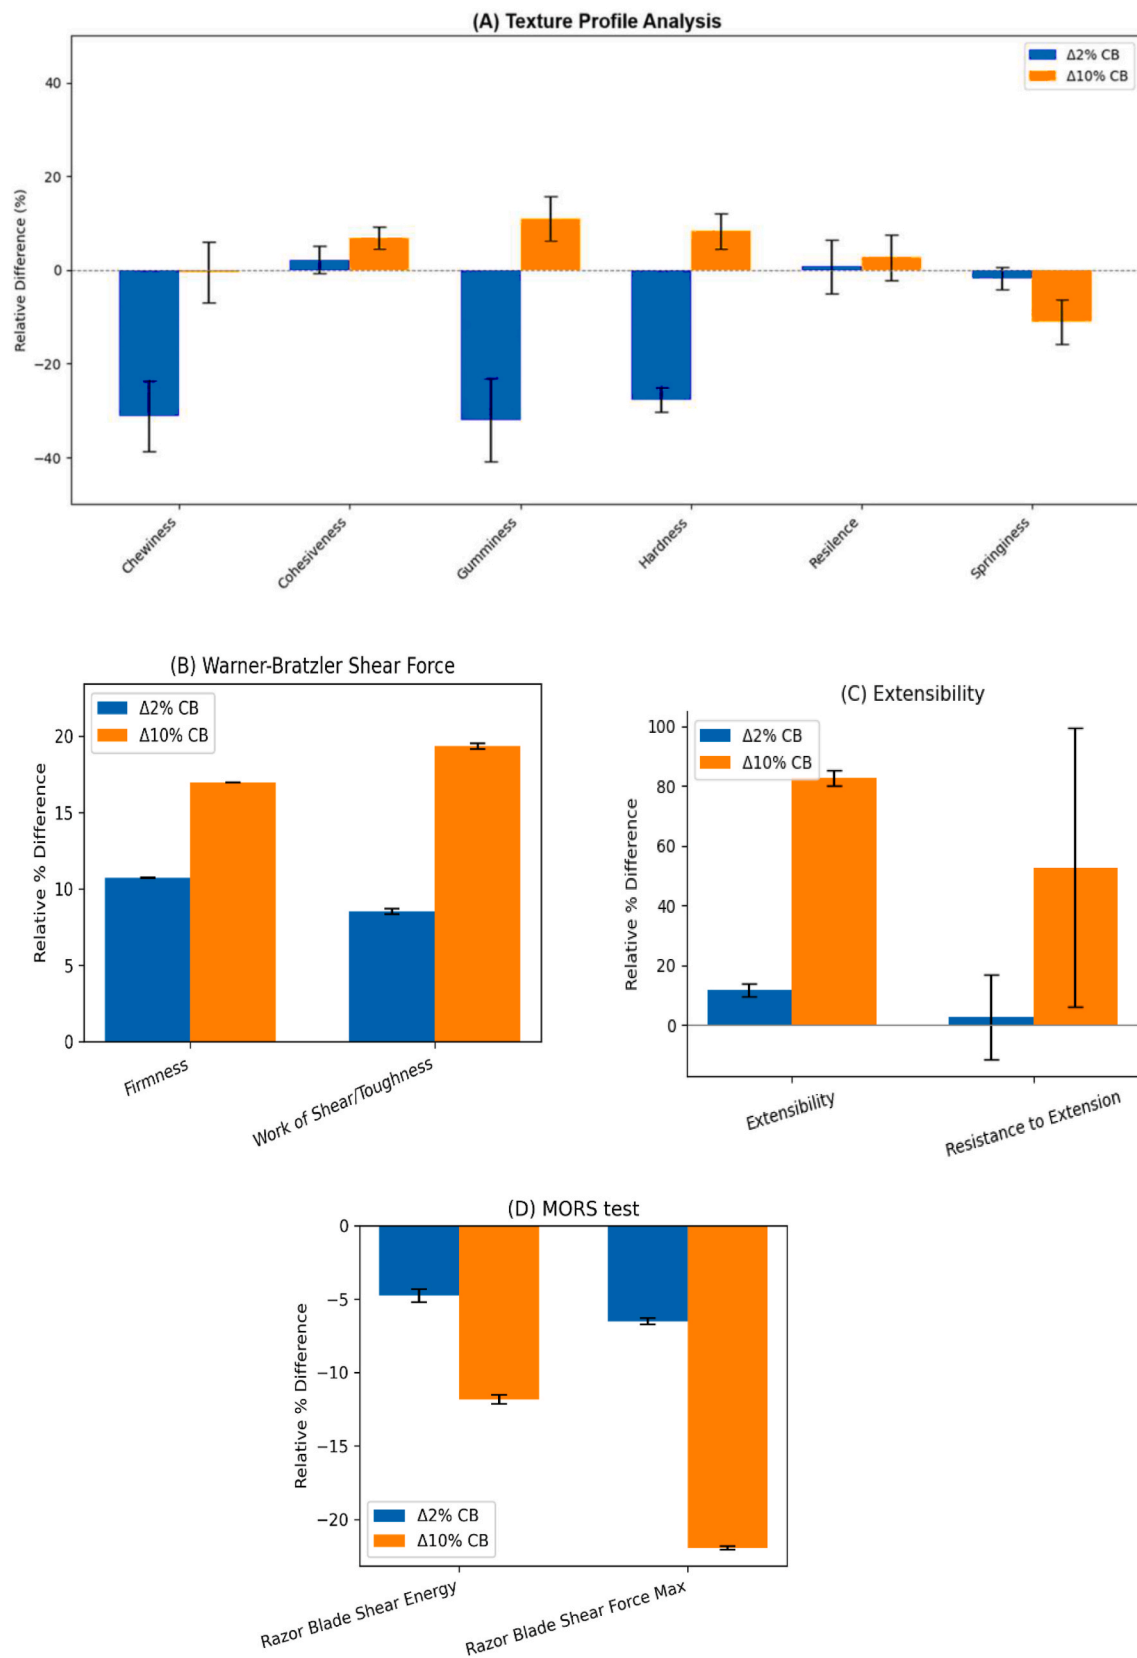 (A) Texture Profile Analysis
Δ2% CB
Δ10% CB
Relative Difference (%)
40
20
0
−20
−40
Chewiness
Cohesiveness
Gumminess
Hardness
Resilence
Springiness
(B) Warner-Bratzler Shear Force
Δ2% CB
Δ10% CB
Relative % Difference
20
15
10
5
0
Firmness
Work of Shear/Toughness
(C) Extensibility
Δ2% CB
Δ10% CB
Relative % Difference
100
80
60
40
20
0
Extensibility
Resistance to Extension
(D) MORS test
Relative % Difference
0
−5
−10
−15
−20
Δ2% CB
Δ10% CB
Razor Blade Shear Energy
Razor Blade Shear Force Max